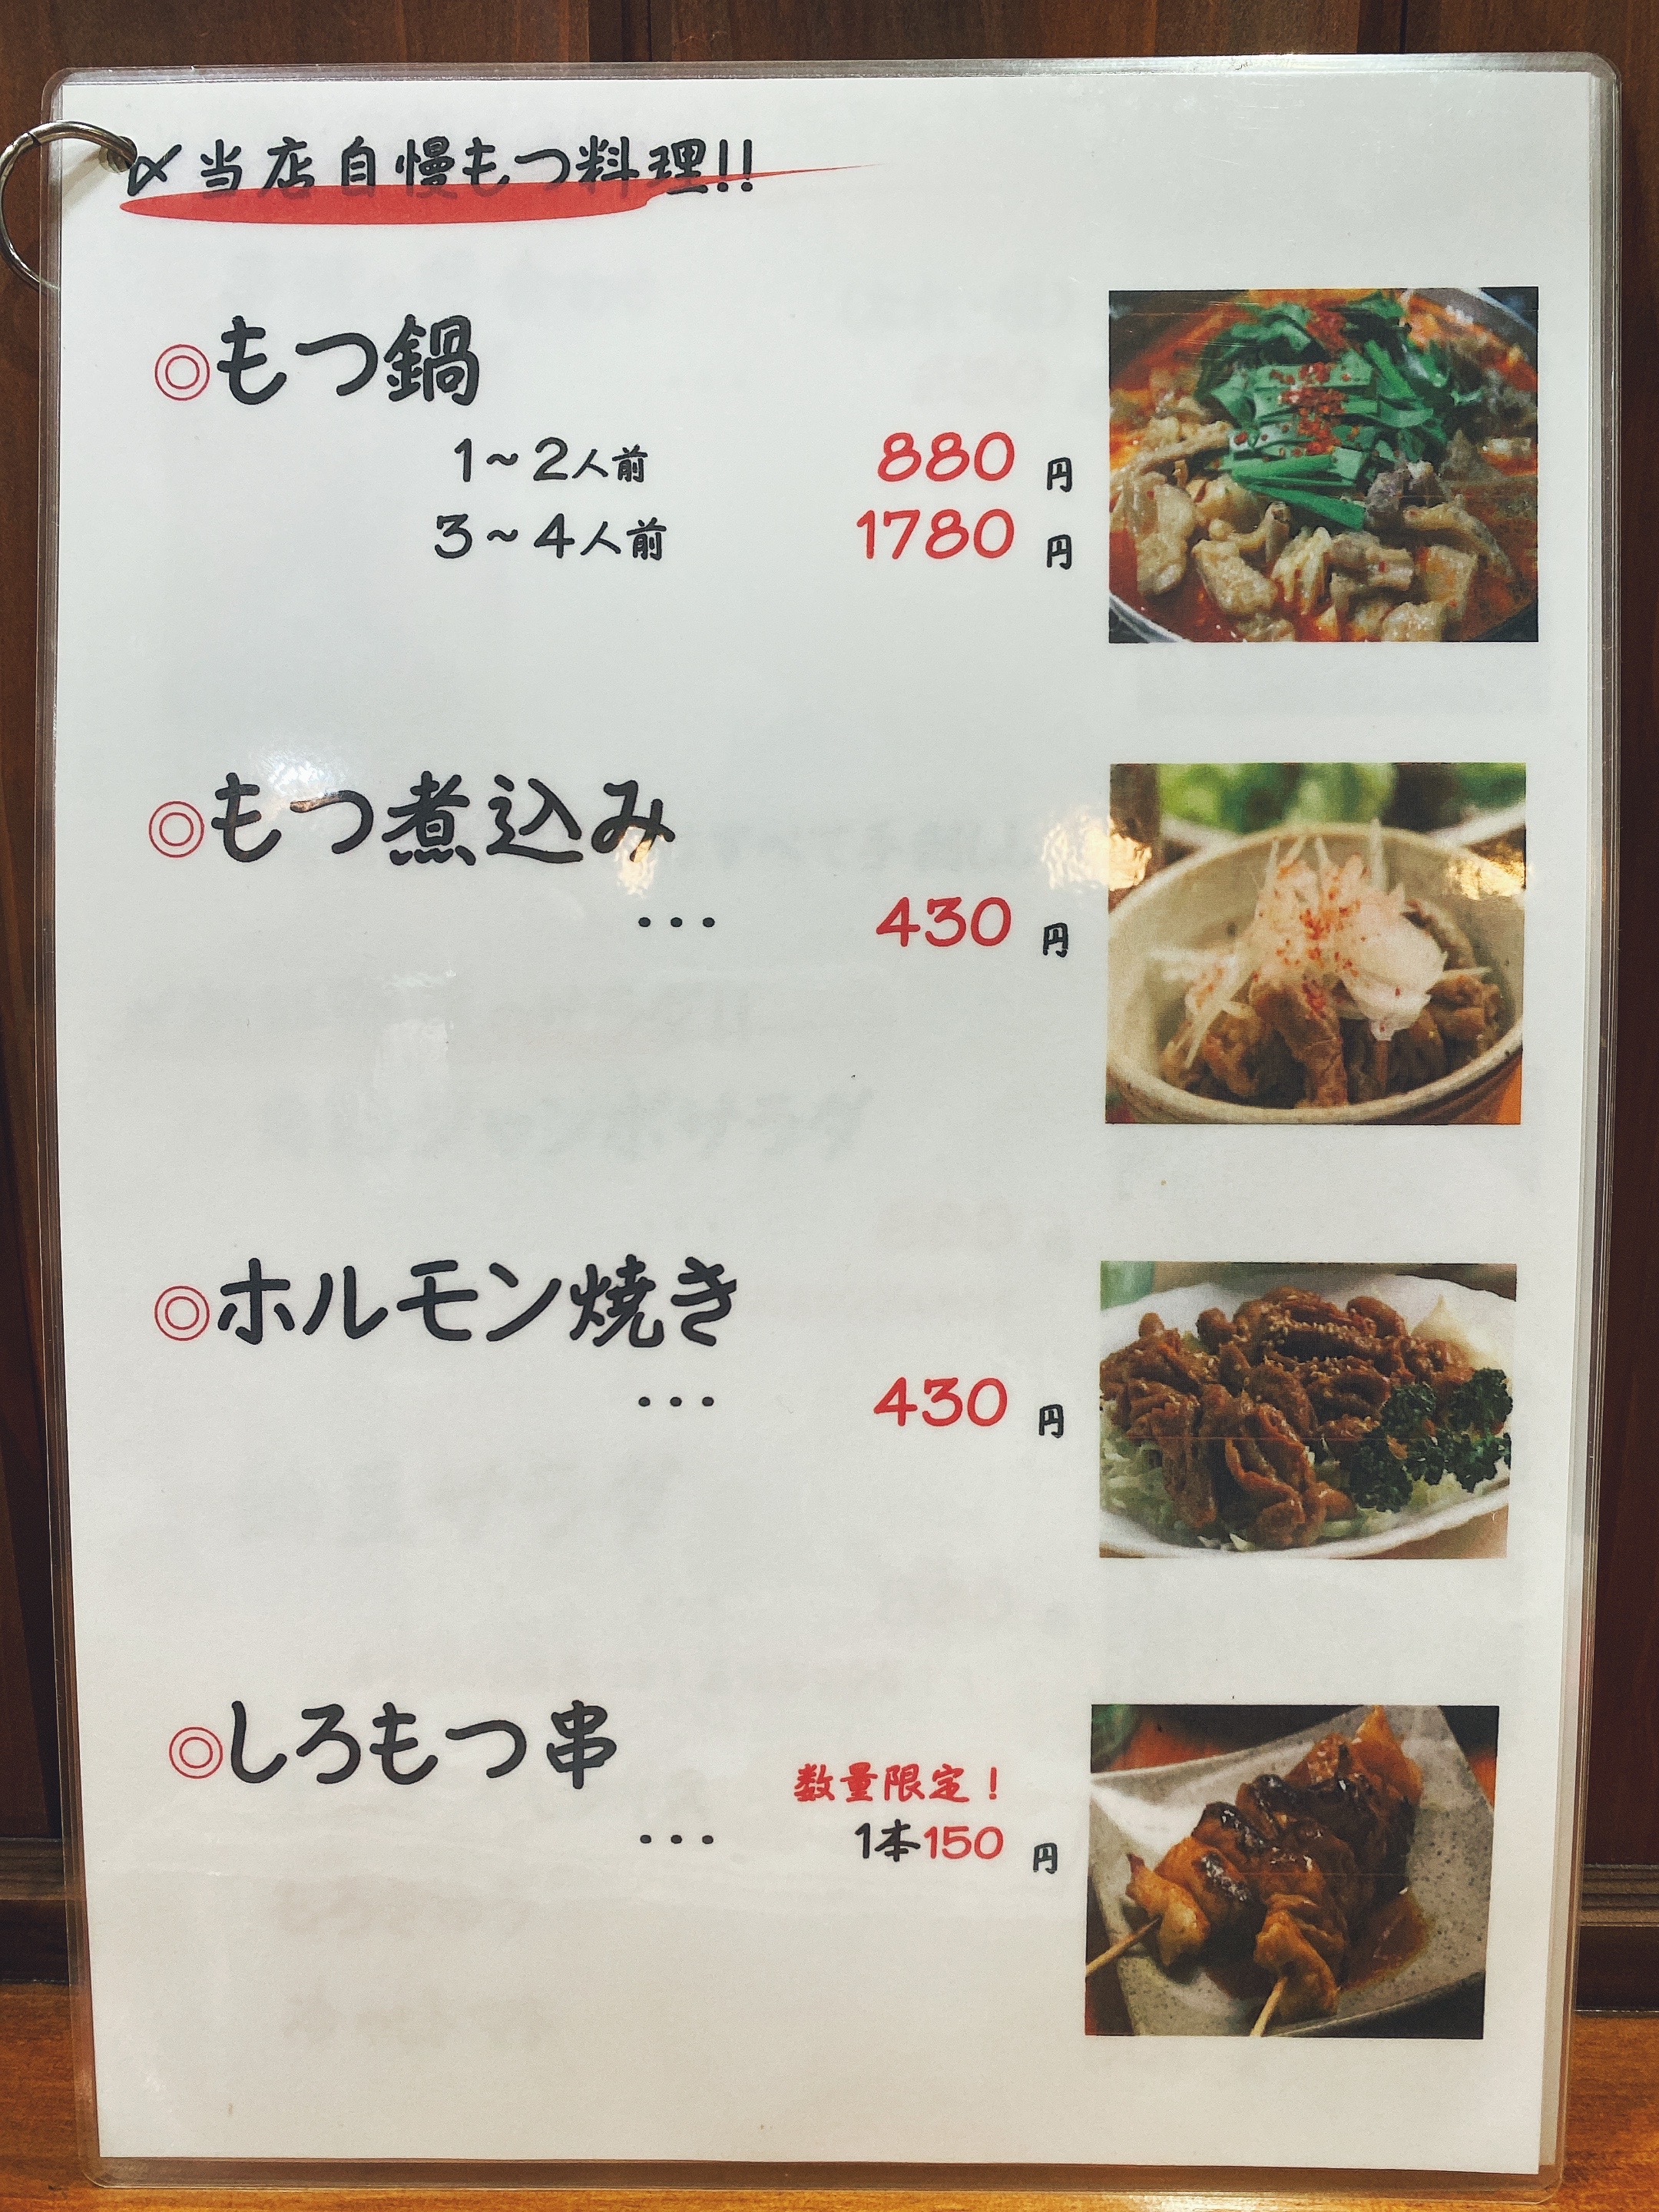 〆当店自慢もつ料理!!
◎もつ鍋
1～2人前 880 円
3～4人前 1780 円
◎もつ煮込み
... 430 円
◎ホルモン焼き
... 430 円
◎しろもつ串
数量限定！
... 1本150 円